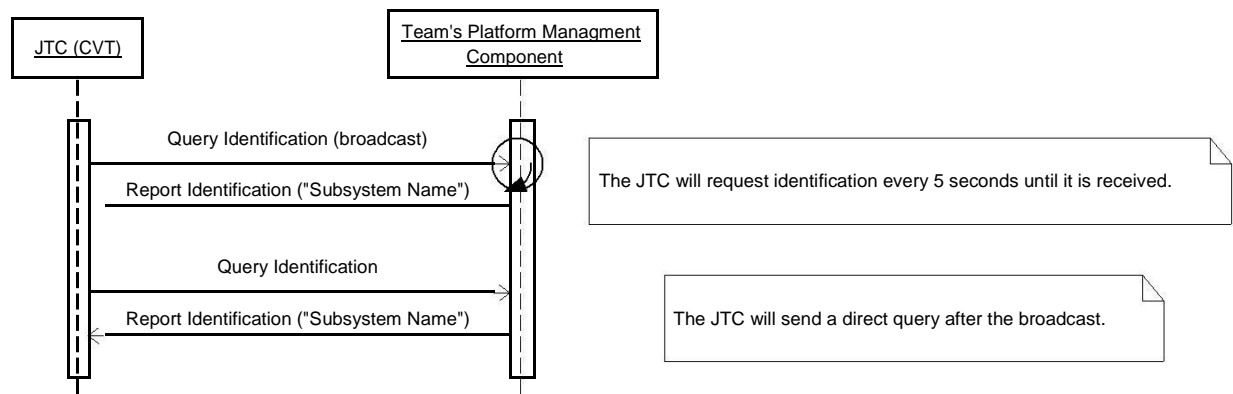 JTC (CVT)
Team's Platform Managment
Component
Query Identification (broadcast)
Report Identification ("Subsystem Name")
The JTC will request identification every 5 seconds until it is received.
Query Identification
Report Identification ("Subsystem Name")
The JTC will send a direct query after the broadcast.